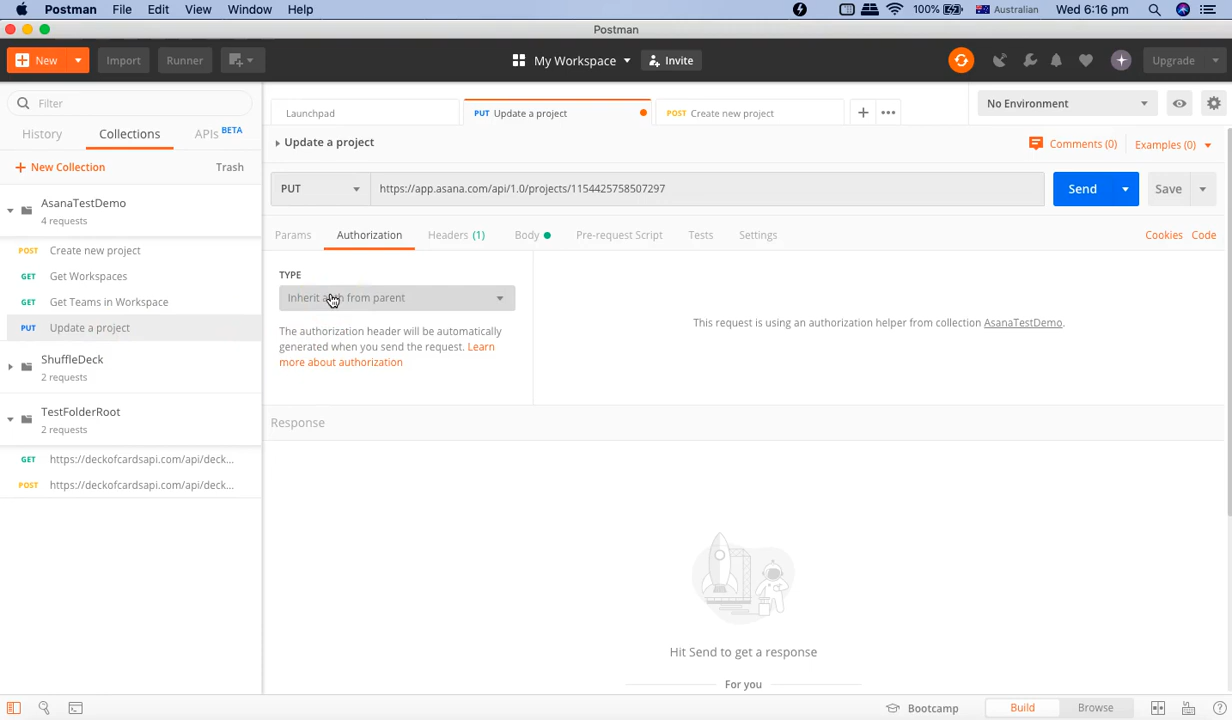 Postman File Edit View Window Help 100% Australian Wed 6:16 pm
Postman
New Import Runner My Workspace Invite Upgrade
Filter
History Collections APIs BETA
New Collection Trash
AsanaTestDemo
4 requests
POST Create new project
GET Get Workspaces
GET Get Teams in Workspace
PUT Update a project
ShuffleDeck
2 requests
TestFolderRoot
2 requests
GET https://deckofcardsapi.com/api/deck...
POST https://deckofcardsapi.com/api/deck...
Launchpad PUT Update a project POST Create new project No Environment
Update a project Comments (0) Examples (0)
PUT https://app.asana.com/api/1.0/projects/1154425758507297 Send Save
Params Authorization Headers (1) Body Pre-request Script Tests Settings Cookies Code
TYPE
Inherit auth from parent
The authorization header will be automatically
generated when you send the request. Learn
more about authorization
This request is using an authorization helper from collection AsanaTestDemo.
Response
Hit Send to get a response
For you
Bootcamp Build Browse